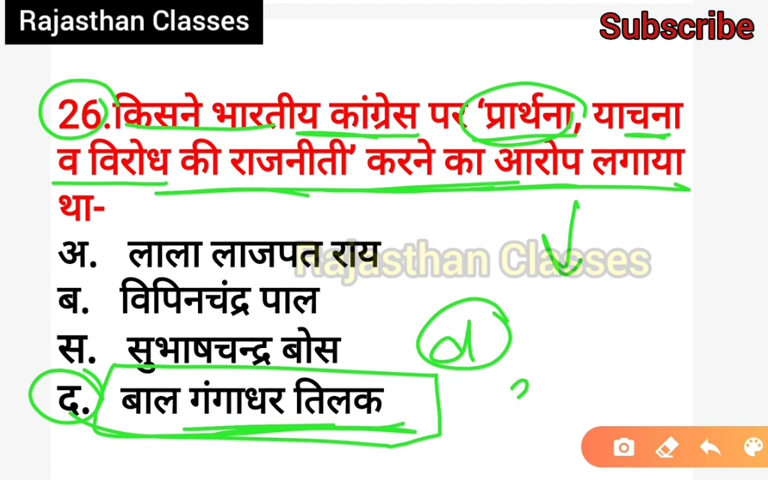 Rajasthan Classes
Subscribe
26.किसने भारतीय कांग्रेस पर ‘प्रार्थना, याचना
व विरोध की राजनीती’ करने का आरोप लगाया
था-
अ. लाला लाजपत राय
Rajasthan Classes
ब. विपिनचंद्र पाल
स. सुभाषचन्द्र बोस
d
द. बाल गंगाधर तिलक